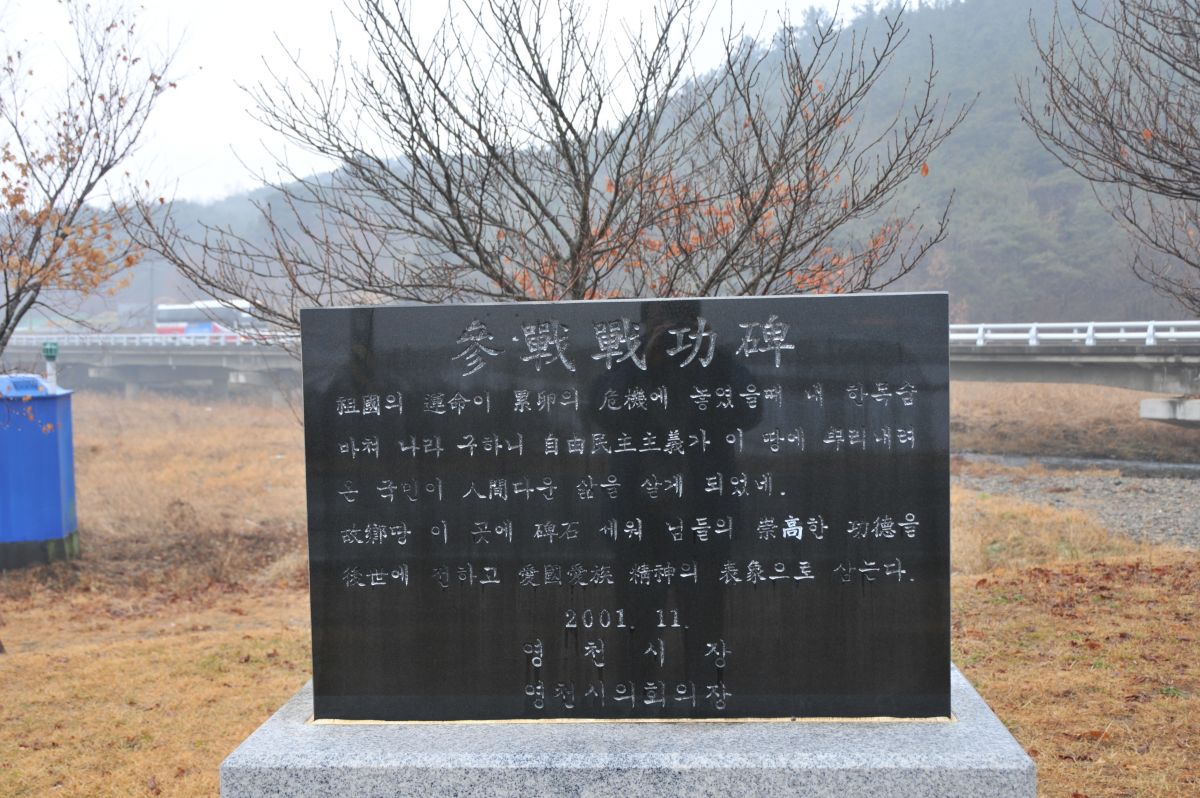 參戰戰功碑
祖國의 運命이 累卵의 危機에 놓였을때 내 한목숨
마쳐 나라 구하니 自由民主主義가 이 땅에 뿌리내려
온 국민이 人間다운 삶을 살게 되었네.
故鄕땅 이 곳에 碑石 세워 님들의 崇高한 功德을
後世에 전하고 愛國愛族 精神의 表象으로 삼는다.
2001. 11.
영천시장
영천시의회의장